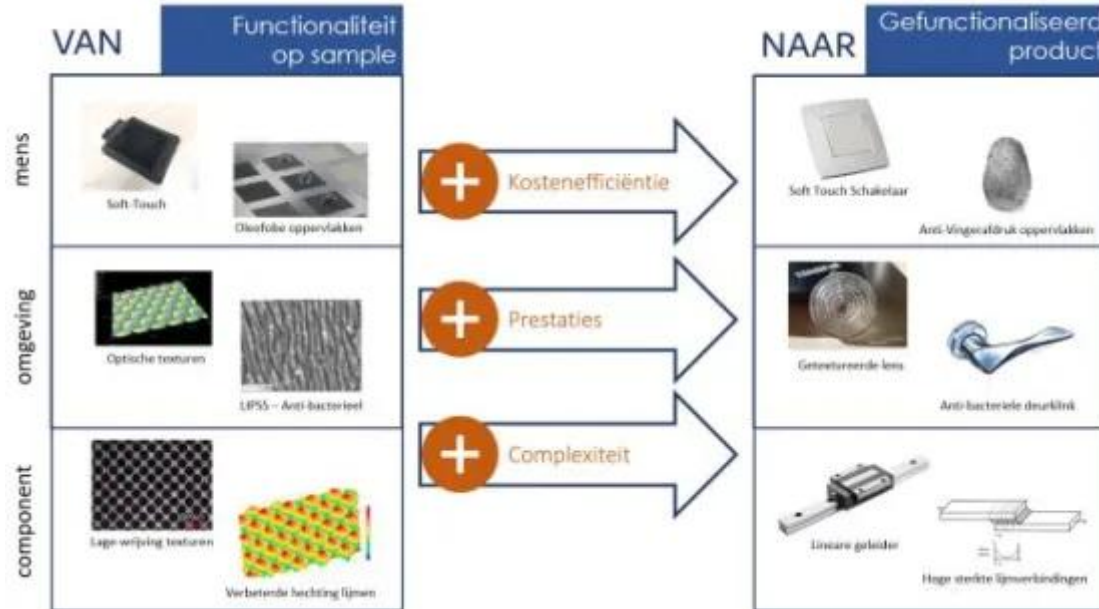 VAN
Functionaliteit
op sample
NAAR
Gefunctionaliseerd
product
mens
Soft-Touch
Oleofobe oppervlakken
Kostenefficiëntie
Soft Touch Schakelaar
Anti-Vingerafdruk oppervlakken
omgeving
Optische texturen
LIPSS – Anti-bacterieel
Prestaties
Getextureerde lens
Anti-bacteriele deurklink
component
Lage-wrijving texturen
Verbeterde hechting lijmen
Complexiteit
Lineare geleider
Hoge sterkte lijmverbindingen